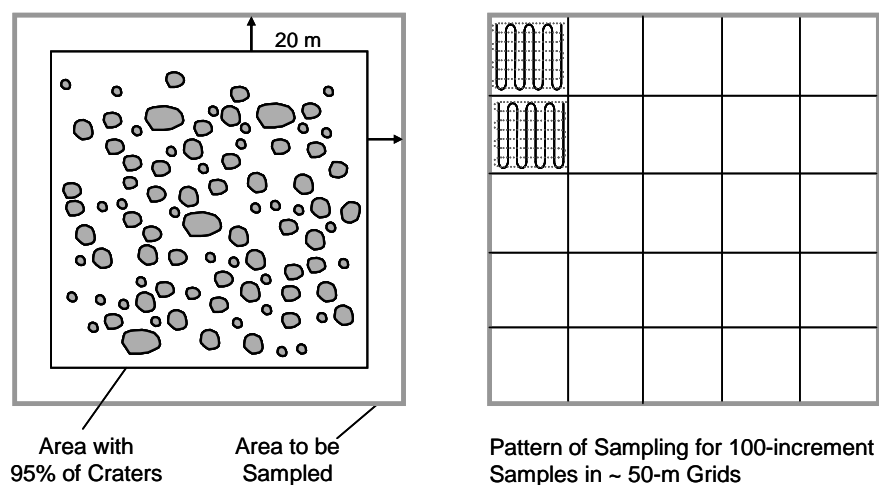 20 m
Area with
95% of Craters
Area to be
Sampled
Pattern of Sampling for 100-increment
Samples in ~ 50-m Grids